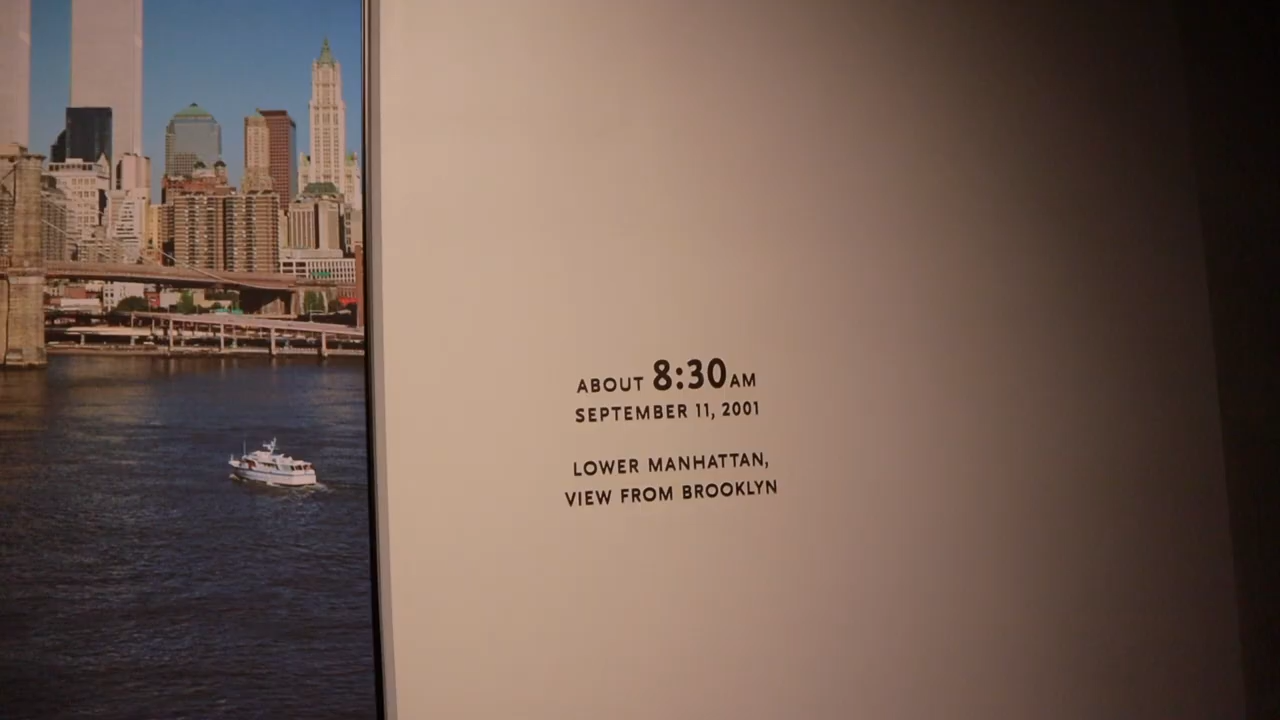 ABOUT 8:30AM
SEPTEMBER 11, 2001
LOWER MANHATTAN,
VIEW FROM BROOKLYN